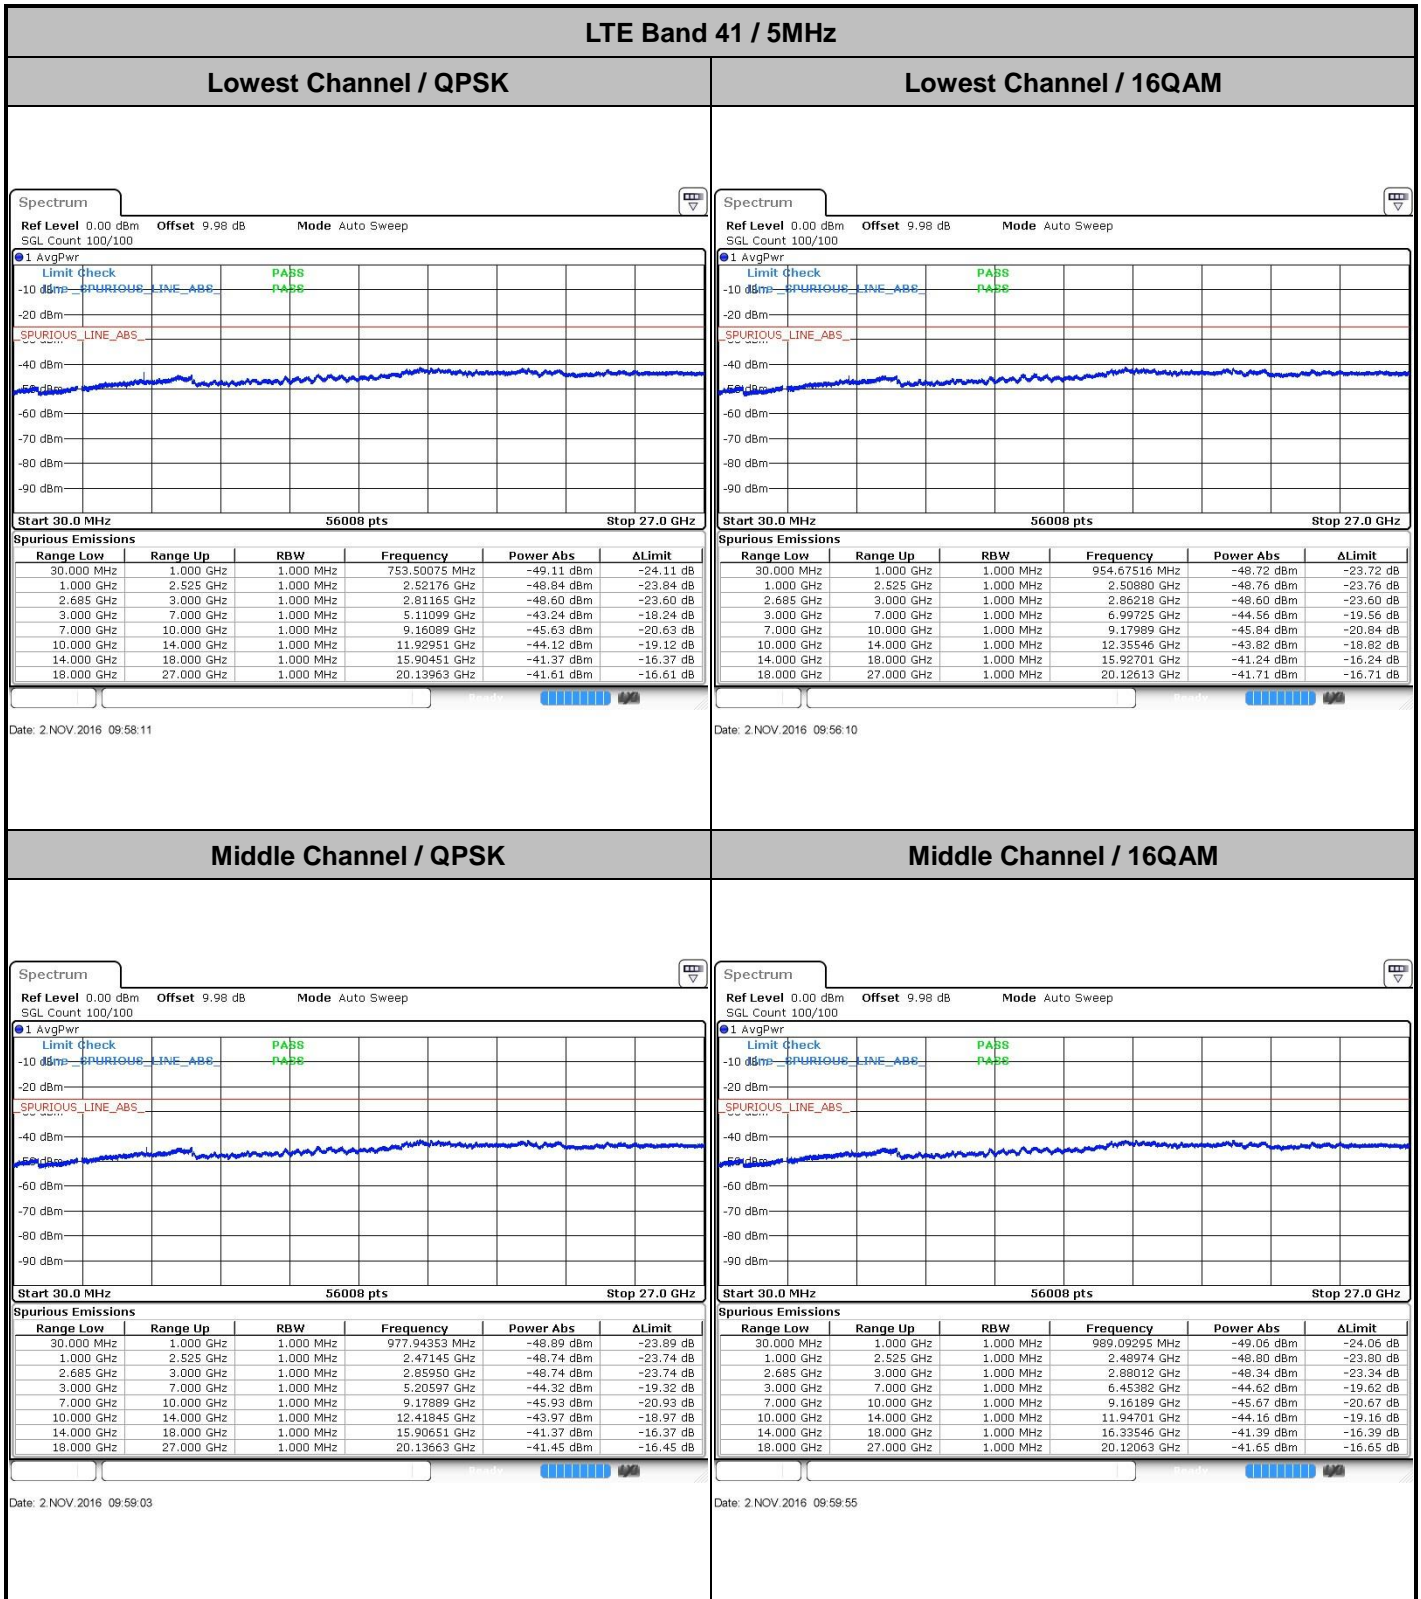 LTE Band 41 / 5MHz
Lowest Channel / QPSK
Lowest Channel / 16QAM
Spectrum
Ref Level 0.00 dBm Offset 9.98 dB Mode Auto Sweep
SGL Count 100/100
1 AvgPwr
Limit Check PASS
-10 dBm Line _SPURIOUS_LINE_ABS_ PASS
-20 dBm
_SPURIOUS_LINE_ABS_
-40 dBm
-50 dBm
-60 dBm
-70 dBm
-80 dBm
-90 dBm
Start 30.0 MHz 56008 pts Stop 27.0 GHz
Spurious Emissions
Range Low Range Up RBW Frequency Power Abs ΔLimit
30.000 MHz 1.000 GHz 1.000 MHz 753.50075 MHz -49.11 dBm -24.11 dB
1.000 GHz 2.525 GHz 1.000 MHz 2.52176 GHz -48.84 dBm -23.84 dB
2.685 GHz 3.000 GHz 1.000 MHz 2.81165 GHz -48.60 dBm -23.60 dB
3.000 GHz 7.000 GHz 1.000 MHz 5.11099 GHz -43.24 dBm -18.24 dB
7.000 GHz 10.000 GHz 1.000 MHz 9.16089 GHz -45.63 dBm -20.63 dB
10.000 GHz 14.000 GHz 1.000 MHz 11.92951 GHz -44.12 dBm -19.12 dB
14.000 GHz 18.000 GHz 1.000 MHz 15.90451 GHz -41.37 dBm -16.37 dB
18.000 GHz 27.000 GHz 1.000 MHz 20.13963 GHz -41.61 dBm -16.61 dB
Date: 2.NOV.2016 09:58:11
Spectrum
Ref Level 0.00 dBm Offset 9.98 dB Mode Auto Sweep
SGL Count 100/100
1 AvgPwr
Limit Check PASS
-10 dBm Line _SPURIOUS_LINE_ABS_ PASS
-20 dBm
_SPURIOUS_LINE_ABS_
-40 dBm
-50 dBm
-60 dBm
-70 dBm
-80 dBm
-90 dBm
Start 30.0 MHz 56008 pts Stop 27.0 GHz
Spurious Emissions
Range Low Range Up RBW Frequency Power Abs ΔLimit
30.000 MHz 1.000 GHz 1.000 MHz 954.67516 MHz -48.72 dBm -23.72 dB
1.000 GHz 2.525 GHz 1.000 MHz 2.50880 GHz -48.76 dBm -23.76 dB
2.685 GHz 3.000 GHz 1.000 MHz 2.86218 GHz -48.60 dBm -23.60 dB
3.000 GHz 7.000 GHz 1.000 MHz 6.99725 GHz -44.56 dBm -19.56 dB
7.000 GHz 10.000 GHz 1.000 MHz 9.17989 GHz -45.84 dBm -20.84 dB
10.000 GHz 14.000 GHz 1.000 MHz 12.35546 GHz -43.82 dBm -18.82 dB
14.000 GHz 18.000 GHz 1.000 MHz 15.92701 GHz -41.24 dBm -16.24 dB
18.000 GHz 27.000 GHz 1.000 MHz 20.12613 GHz -41.71 dBm -16.71 dB
Date: 2.NOV.2016 09:56:10
Middle Channel / QPSK
Middle Channel / 16QAM
Spectrum
Ref Level 0.00 dBm Offset 9.98 dB Mode Auto Sweep
SGL Count 100/100
1 AvgPwr
Limit Check PASS
-10 dBm Line _SPURIOUS_LINE_ABS_ PASS
-20 dBm
_SPURIOUS_LINE_ABS_
-40 dBm
-50 dBm
-60 dBm
-70 dBm
-80 dBm
-90 dBm
Start 30.0 MHz 56008 pts Stop 27.0 GHz
Spurious Emissions
Range Low Range Up RBW Frequency Power Abs ΔLimit
30.000 MHz 1.000 GHz 1.000 MHz 977.94353 MHz -48.89 dBm -23.89 dB
1.000 GHz 2.525 GHz 1.000 MHz 2.47145 GHz -48.74 dBm -23.74 dB
2.685 GHz 3.000 GHz 1.000 MHz 2.85950 GHz -48.74 dBm -23.74 dB
3.000 GHz 7.000 GHz 1.000 MHz 5.20597 GHz -44.32 dBm -19.32 dB
7.000 GHz 10.000 GHz 1.000 MHz 9.17889 GHz -45.93 dBm -20.93 dB
10.000 GHz 14.000 GHz 1.000 MHz 12.41845 GHz -43.97 dBm -18.97 dB
14.000 GHz 18.000 GHz 1.000 MHz 15.90651 GHz -41.37 dBm -16.37 dB
18.000 GHz 27.000 GHz 1.000 MHz 20.13663 GHz -41.45 dBm -16.45 dB
Date: 2.NOV.2016 09:59:03
Spectrum
Ref Level 0.00 dBm Offset 9.98 dB Mode Auto Sweep
SGL Count 100/100
1 AvgPwr
Limit Check PASS
-10 dBm Line _SPURIOUS_LINE_ABS_ PASS
-20 dBm
_SPURIOUS_LINE_ABS_
-40 dBm
-50 dBm
-60 dBm
-70 dBm
-80 dBm
-90 dBm
Start 30.0 MHz 56008 pts Stop 27.0 GHz
Spurious Emissions
Range Low Range Up RBW Frequency Power Abs ΔLimit
30.000 MHz 1.000 GHz 1.000 MHz 989.09295 MHz -49.06 dBm -24.06 dB
1.000 GHz 2.525 GHz 1.000 MHz 2.48974 GHz -48.80 dBm -23.80 dB
2.685 GHz 3.000 GHz 1.000 MHz 2.88012 GHz -48.34 dBm -23.34 dB
3.000 GHz 7.000 GHz 1.000 MHz 6.45382 GHz -44.62 dBm -19.62 dB
7.000 GHz 10.000 GHz 1.000 MHz 9.16189 GHz -45.67 dBm -20.67 dB
10.000 GHz 14.000 GHz 1.000 MHz 11.94701 GHz -44.16 dBm -19.16 dB
14.000 GHz 18.000 GHz 1.000 MHz 16.33546 GHz -41.39 dBm -16.39 dB
18.000 GHz 27.000 GHz 1.000 MHz 20.12063 GHz -41.65 dBm -16.65 dB
Date: 2.NOV.2016 09:59:55